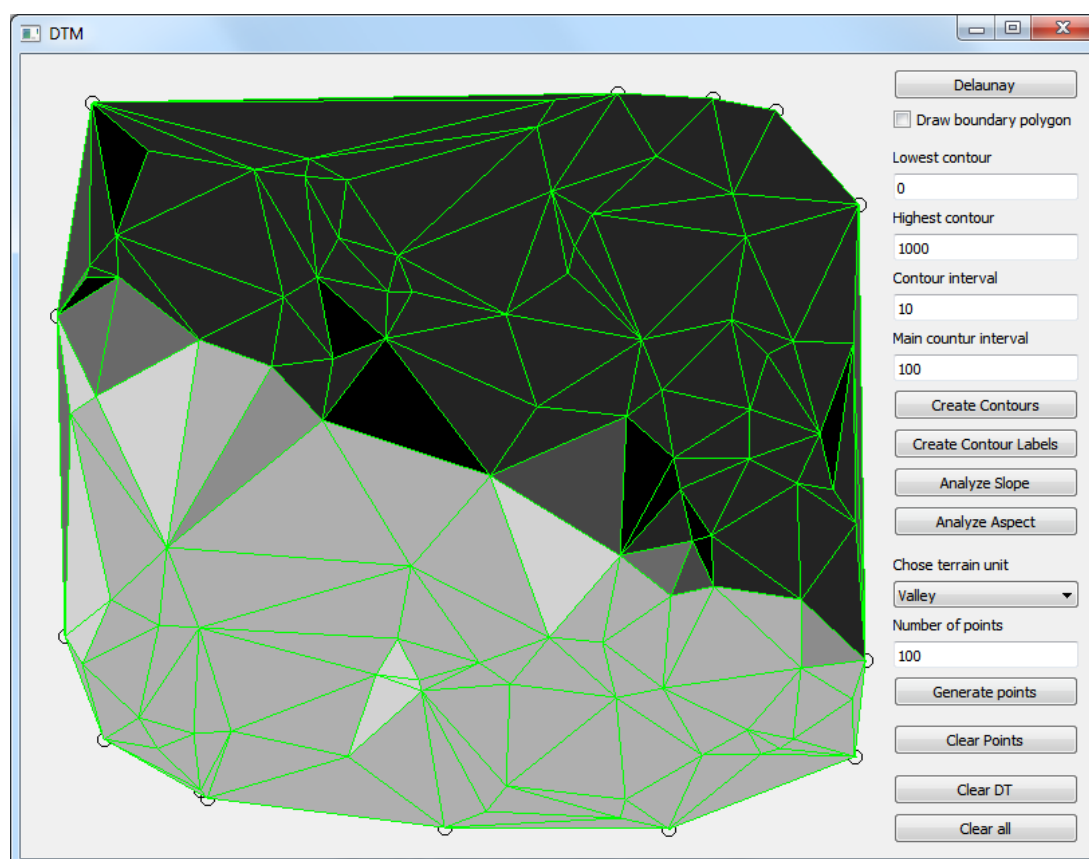 DTM
Delaunay
Draw boundary polygon
Lowest contour
0
Highest contour
1000
Contour interval
10
Main countur interval
100
Create Contours
Create Contour Labels
Analyze Slope
Analyze Aspect
Chose terrain unit
Valley
Number of points
100
Generate points
Clear Points
Clear DT
Clear all